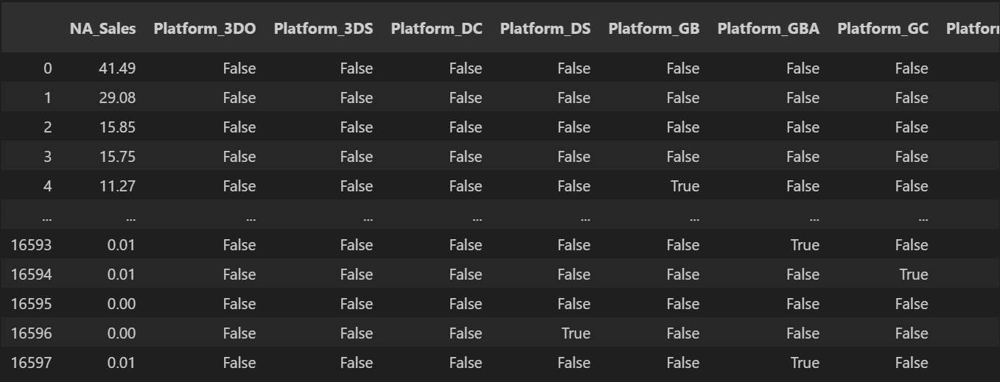 NA_Sales Platform_3DO Platform_3DS Platform_DC Platform_DS Platform_GB Platform_GBA Platform_GC Platfor
0 41.49 False False False False False False False
1 29.08 False False False False False False False
2 15.85 False False False False False False False
3 15.75 False False False False False False False
4 11.27 False False False False True False False
... ... ... ... ... ... ... ... ...
16593 0.01 False False False False False True False
16594 0.01 False False False False False False True
16595 0.00 False False False False False False False
16596 0.00 False False False True False False False
16597 0.01 False False False False False True False